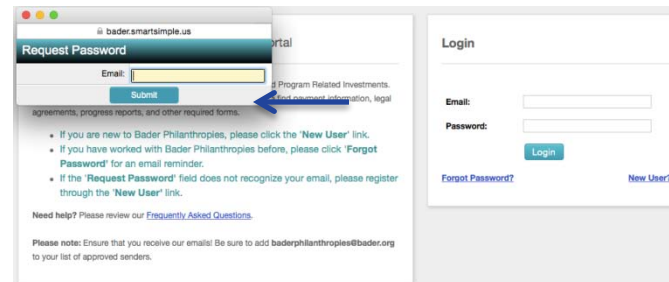 bader.smartsimple.us
Request Password
Email:
Submit
rtal
d Program Related Investments.
find payment information, legal
agreements, progress reports, and other required forms.
• If you are new to Bader Philanthropies, please click the 'New User' link.
• If you have worked with Bader Philanthropies before, please click 'Forgot
Password' for an email reminder.
• If the 'Request Password' field does not recognize your email, please register
through the 'New User' link.
Need help? Please review our Frequently Asked Questions.
Please note: Ensure that you receive our emails! Be sure to add baderphilanthropies@bader.org
to your list of approved senders.
Login
Email:
Password:
Login
Forgot Password? New User?